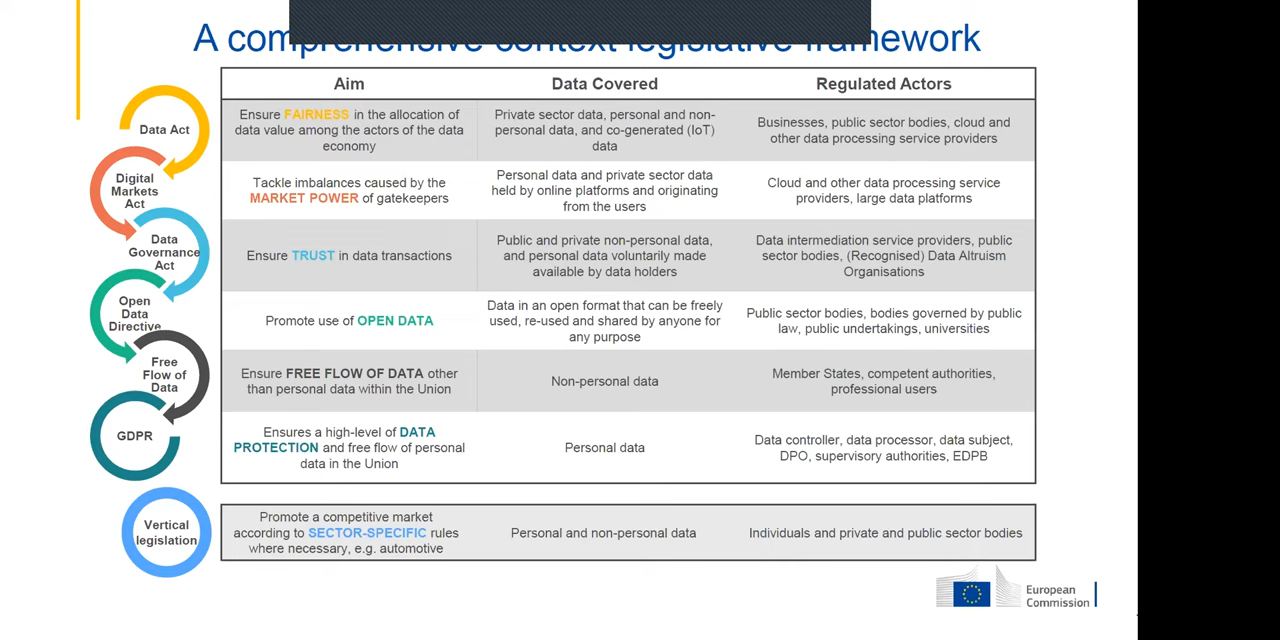 A comprehensive context legislative framework
Aim Data Covered Regulated Actors
Data Act
Ensure FAIRNESS in the allocation of
data value among the actors of the data
economy
Private sector data, personal and non-
personal data, and co-generated (IoT)
data
Businesses, public sector bodies, cloud and
other data processing service providers
Digital
Markets
Act
Tackle imbalances caused by the
MARKET POWER of gatekeepers
Personal data and private sector data
held by online platforms and originating
from the users
Cloud and other data processing service
providers, large data platforms
Data
Governance
Act
Ensure TRUST in data transactions
Public and private non-personal data,
and personal data voluntarily made
available by data holders
Data intermediation service providers, public
sector bodies, (Recognised) Data Altruism
Organisations
Open
Data
Directive
Promote use of OPEN DATA
Data in an open format that can be freely
used, re-used and shared by anyone for
any purpose
Public sector bodies, bodies governed by public
law, public undertakings, universities
Free
Flow of
Data
Ensure FREE FLOW OF DATA other
than personal data within the Union
Non-personal data
Member States, competent authorities,
professional users
GDPR
Ensures a high-level of DATA
PROTECTION and free flow of personal
data in the Union
Personal data
Data controller, data processor, data subject,
DPO, supervisory authorities, EDPB
Vertical
legislation
Promote a competitive market
according to SECTOR-SPECIFIC rules
where necessary, e.g. automotive
Personal and non-personal data
Individuals and private and public sector bodies
European
Commission